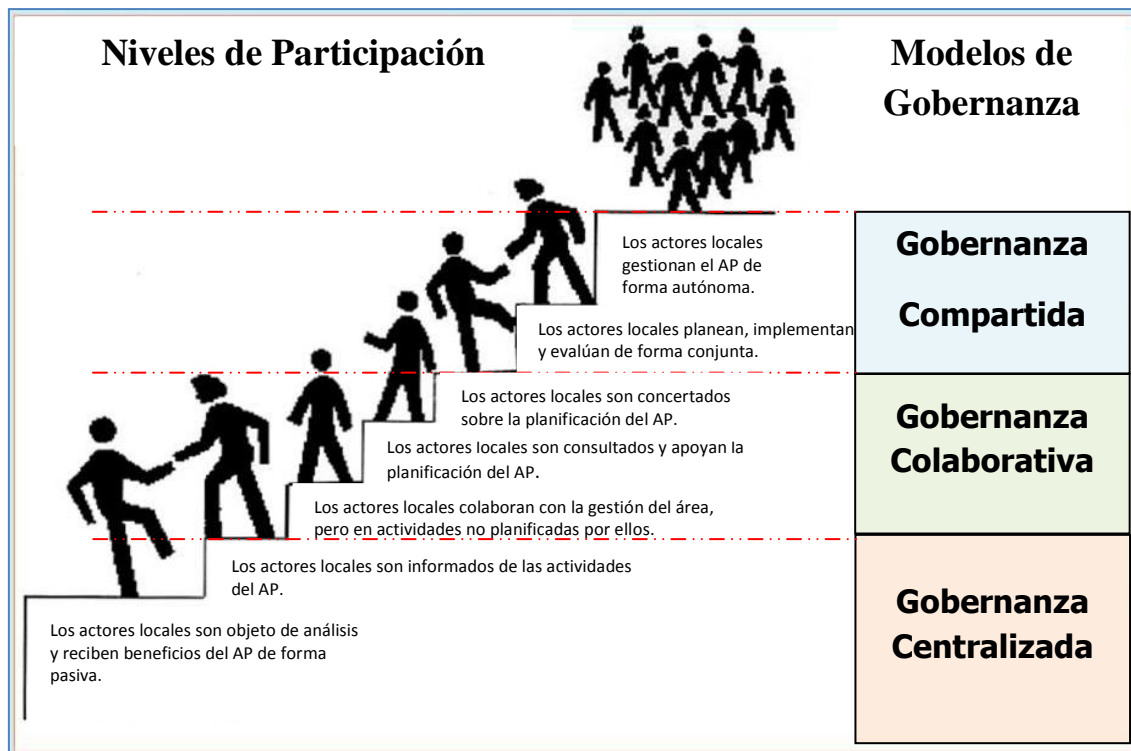 Niveles de Participación
Modelos de
Gobernanza
Los actores locales
gestionan el AP de
forma autónoma.
Los actores locales planean, implementan
y evalúan de forma conjunta.
Gobernanza
Compartida
Los actores locales son concertados
sobre la planificación del AP.
Los actores locales son consultados y apoyan la
planificación del AP.
Los actores locales colaboran con la gestión del área,
pero en actividades no planificadas por ellos.
Gobernanza
Colaborativa
Los actores locales son informados de las actividades
del AP.
Los actores locales son objeto de análisis
y reciben beneficios del AP de forma
pasiva.
Gobernanza
Centralizada